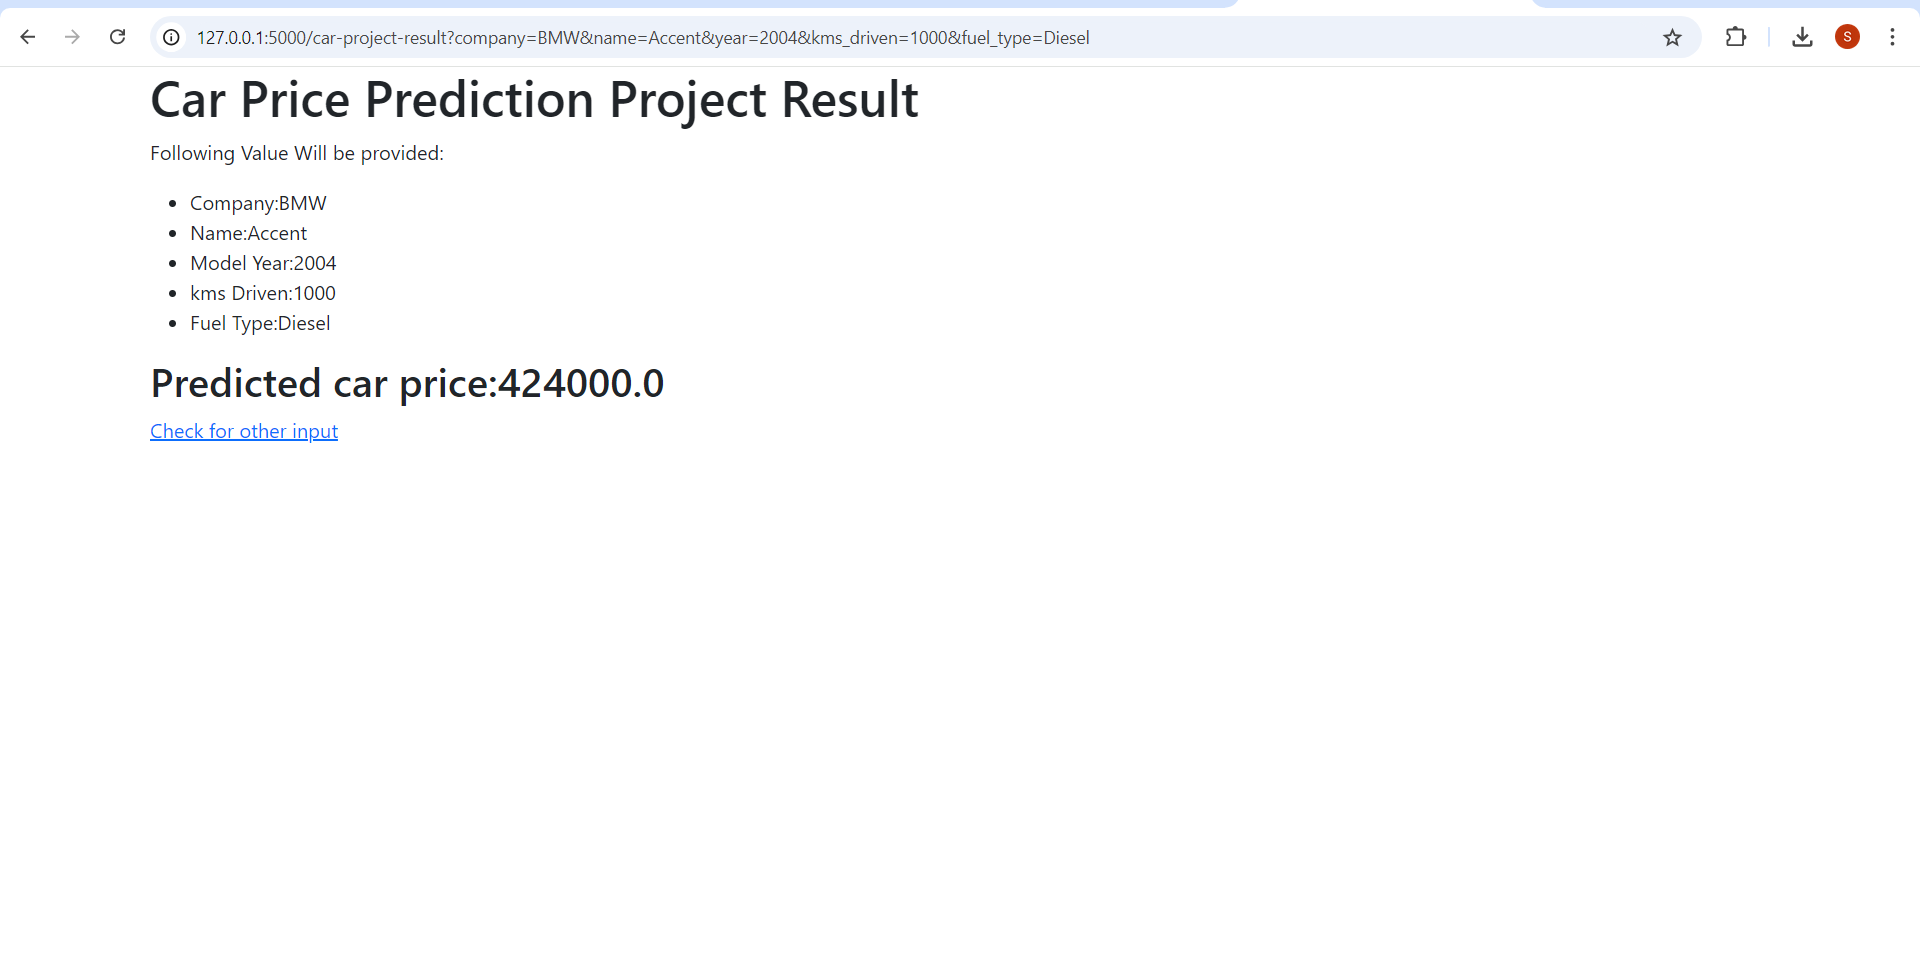 127.0.0.1:5000/car-project-result?company=BMW&name=Accent&year=2004&kms_driven=1000&fuel_type=Diesel
S
Car Price Prediction Project Result
Following Value Will be provided:
Company:BMW
Name:Accent
Model Year:2004
kms Driven:1000
Fuel Type:Diesel
Predicted car price:424000.0
Check for other input